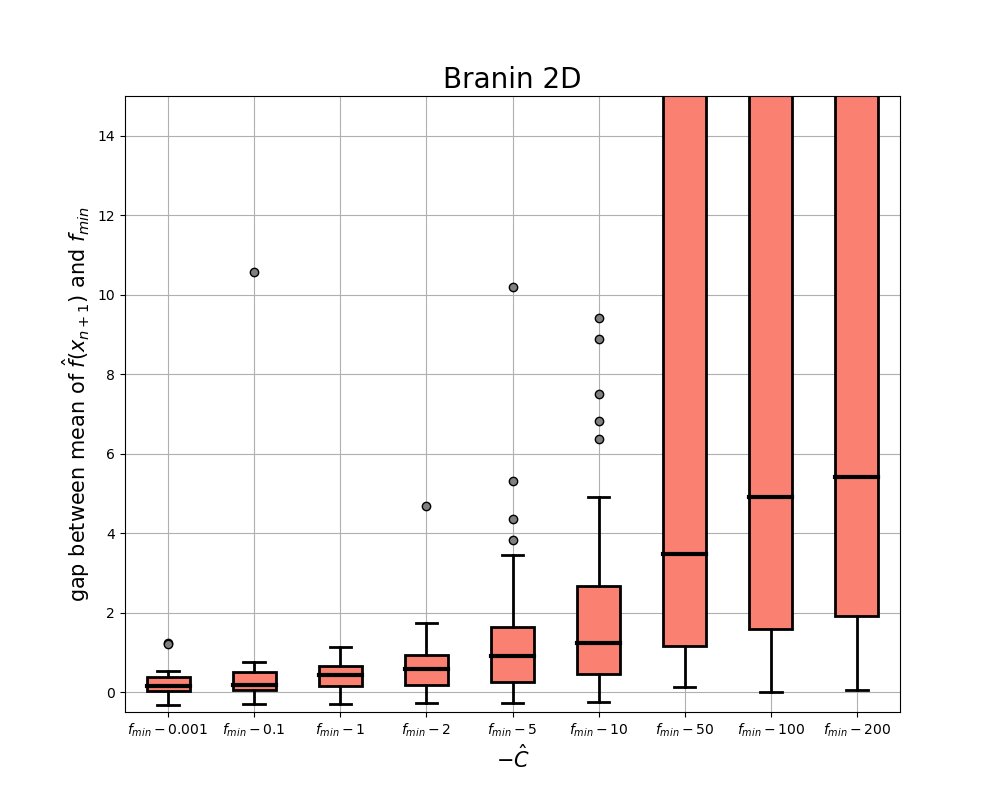 Branin 2D
gap between mean of $\hat{f}(x_{n+1})$ and $f_{min}$
14
12
10
8
6
4
2
0
$f_{min}-0.001$ $f_{min}-0.1$ $f_{min}-1$ $f_{min}-2$ $f_{min}-5$ $f_{min}-10$ $f_{min}-50$ $f_{min}-100$ $f_{min}-200$
$-\hat{C}$